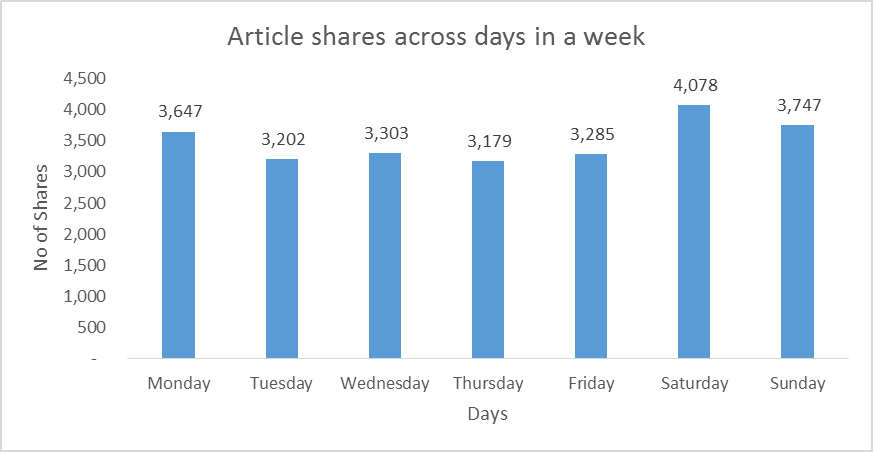 Article shares across days in a week
No of Shares
4,500
4,000
3,500
3,000
2,500
2,000
1,500
1,000
500
-
3,647
3,202
3,303
3,179
3,285
4,078
3,747
Monday
Tuesday
Wednesday
Thursday
Friday
Saturday
Sunday
Days